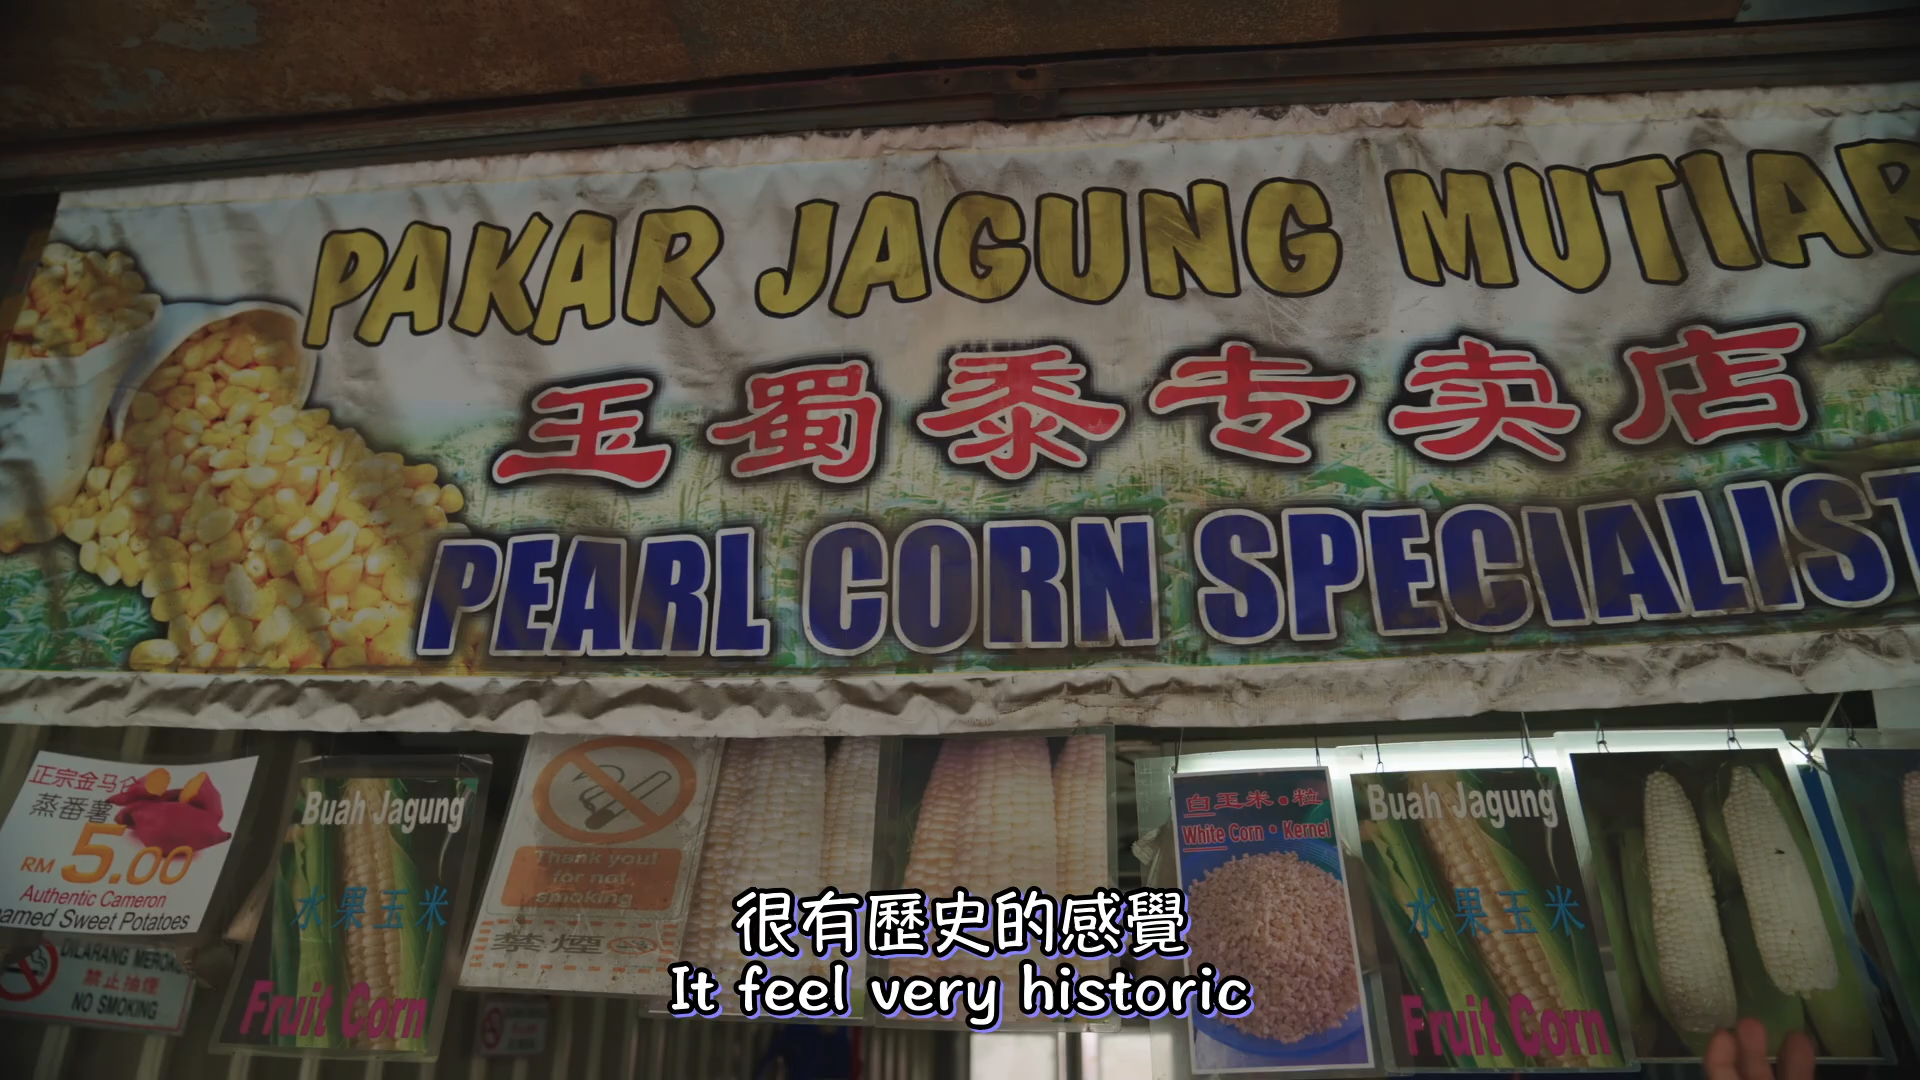 PAKAR JAGUNG MUTIAR
玉蜀黍专卖店
PEARL CORN SPECIALIST
正宗金马仑
蒸番薯
RM 5.00
Authentic Cameron
eamed Sweet Potatoes
DILARANG MEROK
禁止抽煙
NO SMOKING
Buah Jagung
水果玉米
Fruit Corn
Thank you!
for not
smoking
禁煙
白玉米•粒
White Corn • Kernel
Buah Jagung
水果玉米
Fruit Corn
很有歷史的感覺
It feel very historic